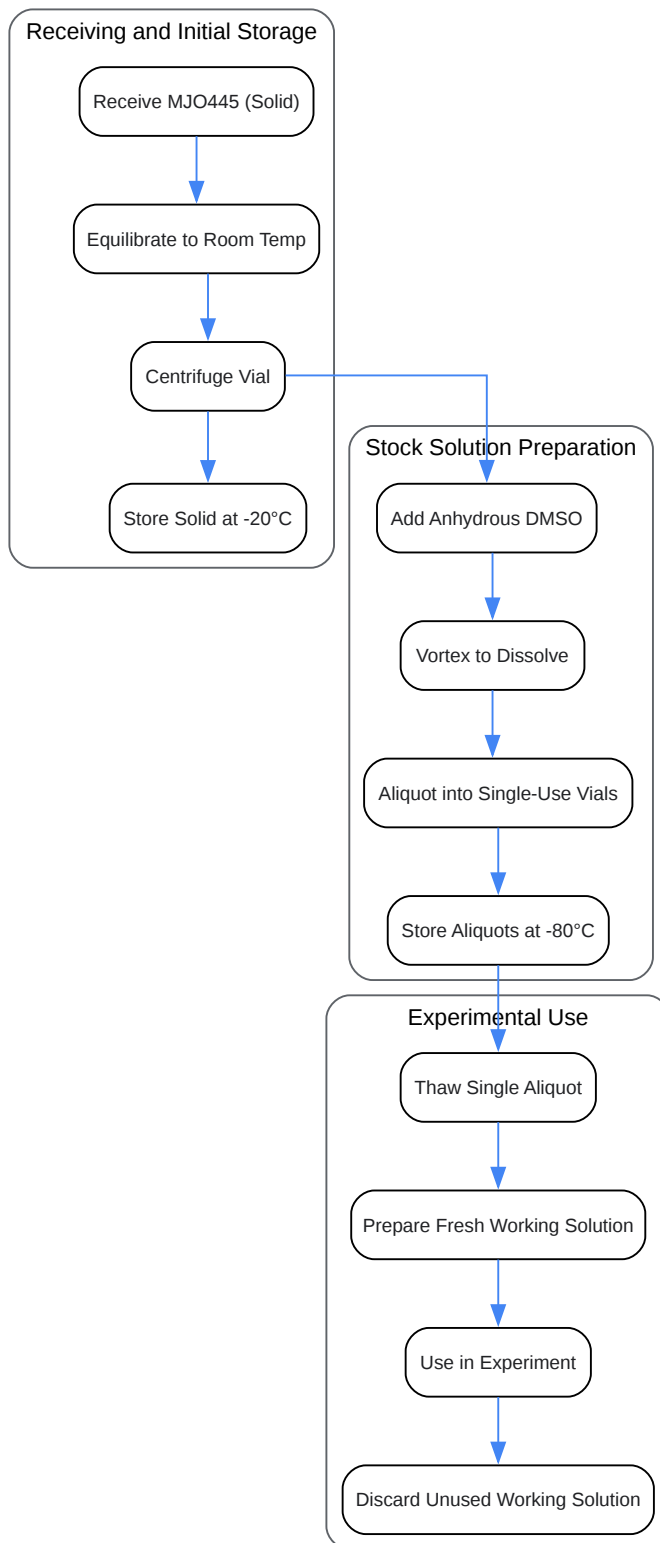 Receiving and Initial Storage
Receive MJO445 (Solid)
Equilibrate to Room Temp
Centrifuge Vial
Store Solid at -20°C
Stock Solution Preparation
Add Anhydrous DMSO
Vortex to Dissolve
Aliquot into Single-Use Vials
Store Aliquots at -80°C
Experimental Use
Thaw Single Aliquot
Prepare Fresh Working Solution
Use in Experiment
Discard Unused Working Solution